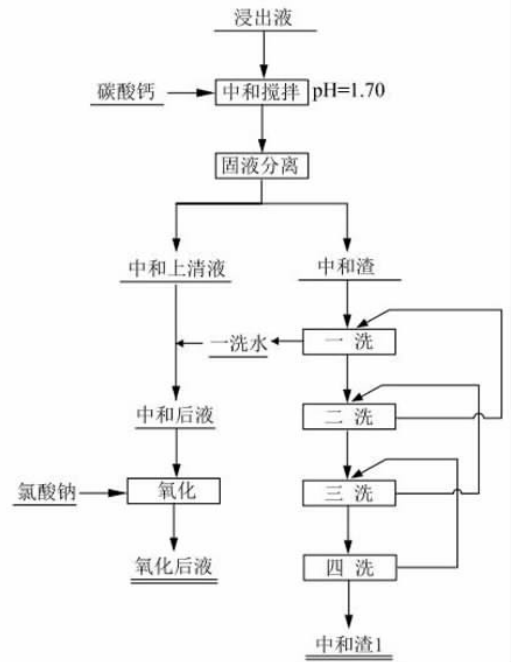 浸出液
碳酸钙
中和搅拌 pH=1.70
固液分离
中和上清液
中和渣
一洗水
一 洗
中和后液
二 洗
氯酸钠
氧化
三 洗
氧化后液
四 洗
中和渣1